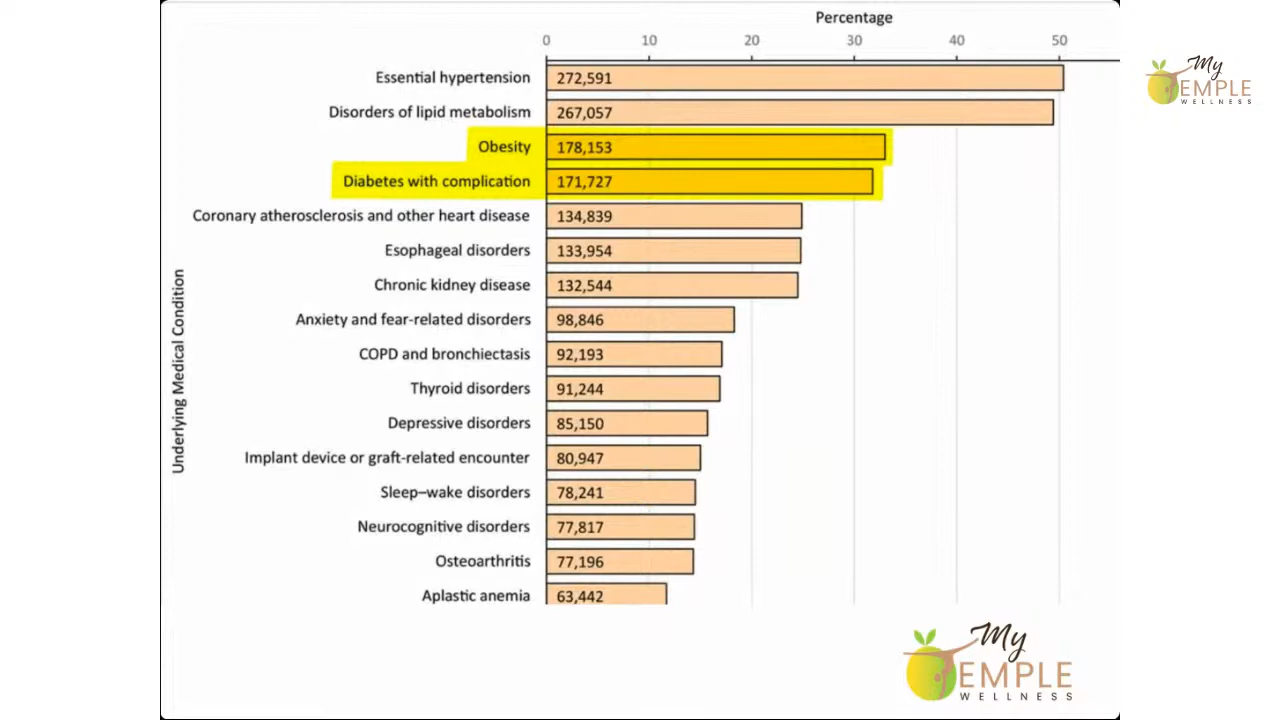 Percentage
0 10 20 30 40 50
Essential hypertension 272,591
Disorders of lipid metabolism 267,057
Obesity 178,153
Diabetes with complication 171,727
Coronary atherosclerosis and other heart disease 134,839
Esophageal disorders 133,954
Chronic kidney disease 132,544
Anxiety and fear-related disorders 98,846
COPD and bronchiectasis 92,193
Thyroid disorders 91,244
Depressive disorders 85,150
Implant device or graft-related encounter 80,947
Sleep–wake disorders 78,241
Neurocognitive disorders 77,817
Osteoarthritis 77,196
Aplastic anemia 63,442
Underlying Medical Condition
My
TEMPLE
WELLNESS
My
TEMPLE
WELLNESS